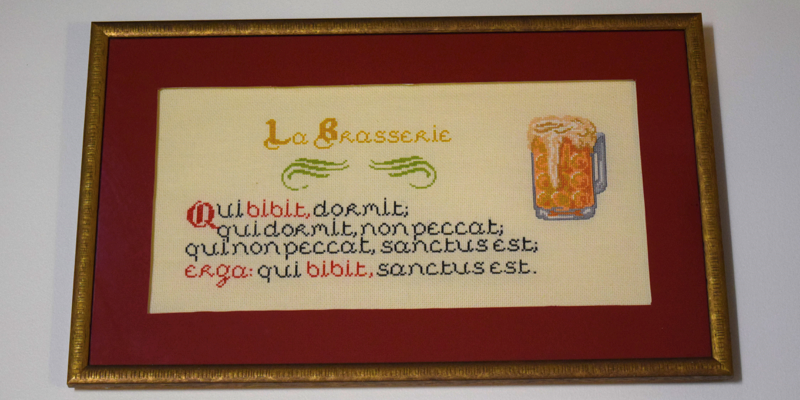 La Brasserie
Qui bibit, dormit;
qui dormit, non peccat;
qui non peccat, sanctus est;
erga: qui bibit, sanctus est.